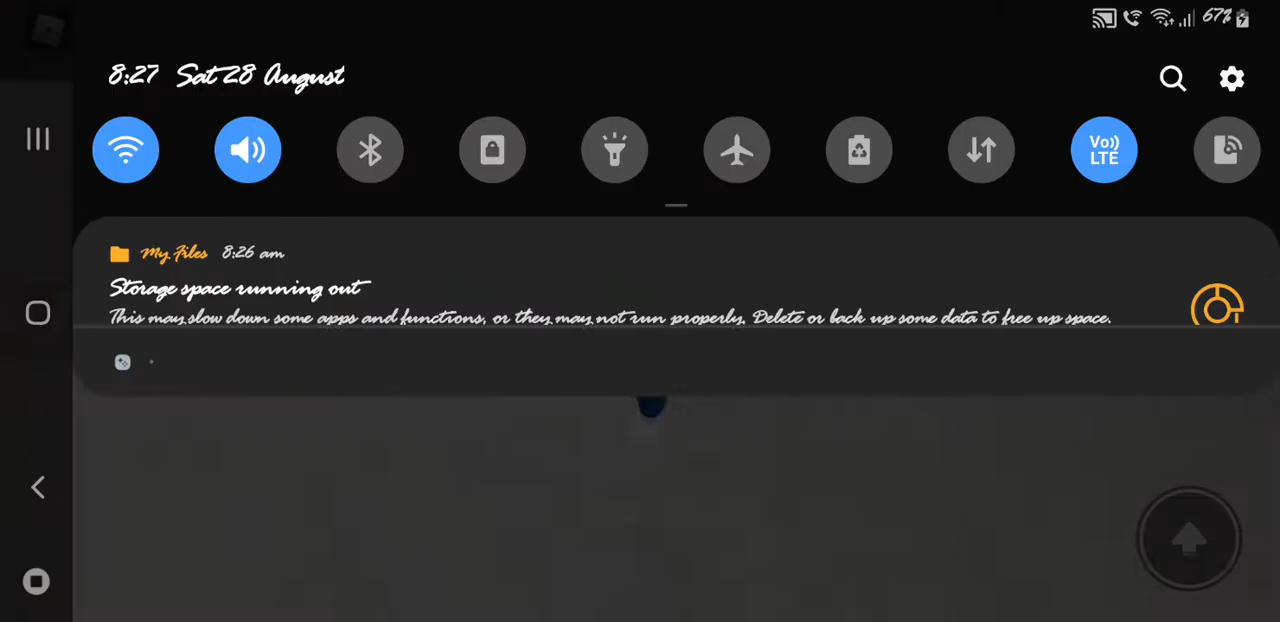 67%
8:27 Sat 28 August
Vo))
LTE
My Files 8:26 am
Storage space running out
This may slow down some apps and functions, or they may not run properly. Delete or back up some data to free up space.